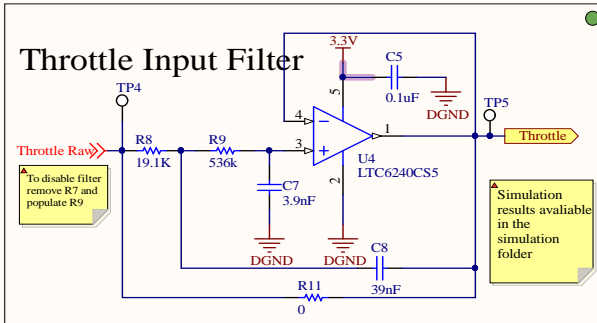 Throttle Input Filter
3.3V
TP4
C5
0.1uF
DGND
TP5
5
4
1
3
2
Throttle Raw
R8
19.1K
R9
536k
U4
LTC6240CS5
Throttle
To disable filter
remove R7 and
populate R9
C7
3.9nF
Simulation
results avaliable
in the
simulation
folder
DGND
DGND
C8
39nF
R11
0